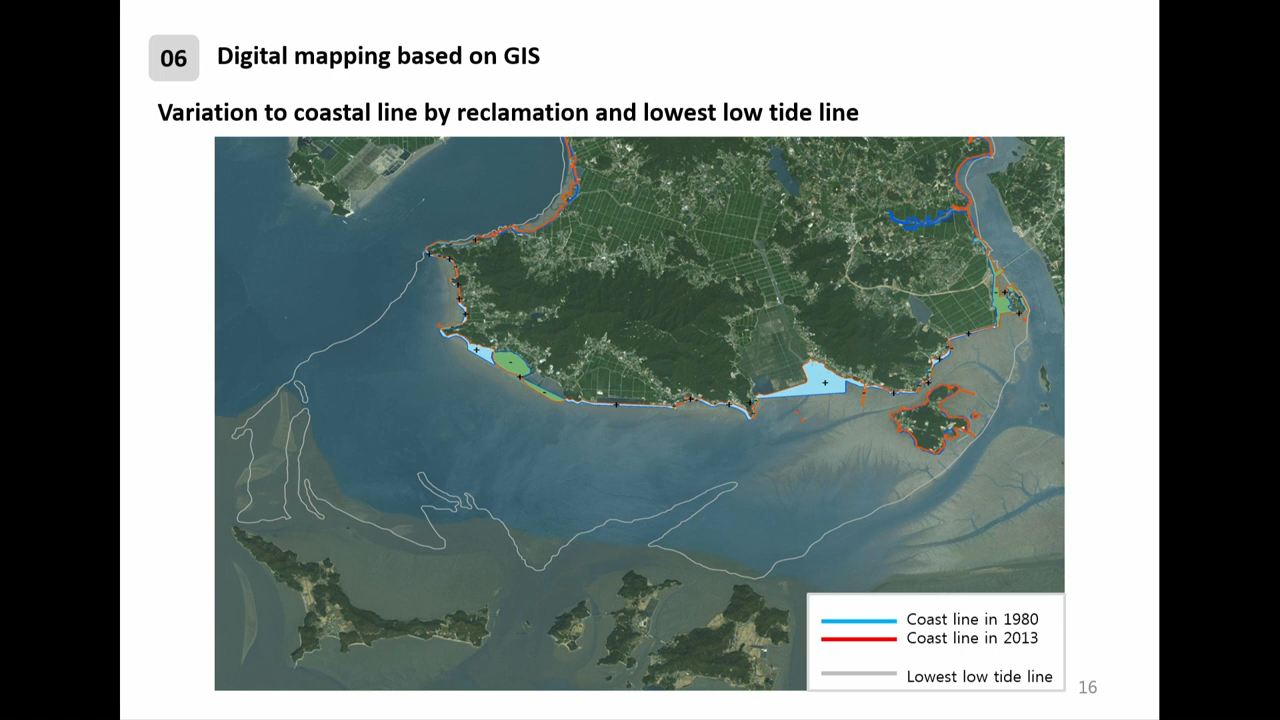 06 Digital mapping based on GIS
Variation to coastal line by reclamation and lowest low tide line
Coast line in 1980
Coast line in 2013
Lowest low tide line
16